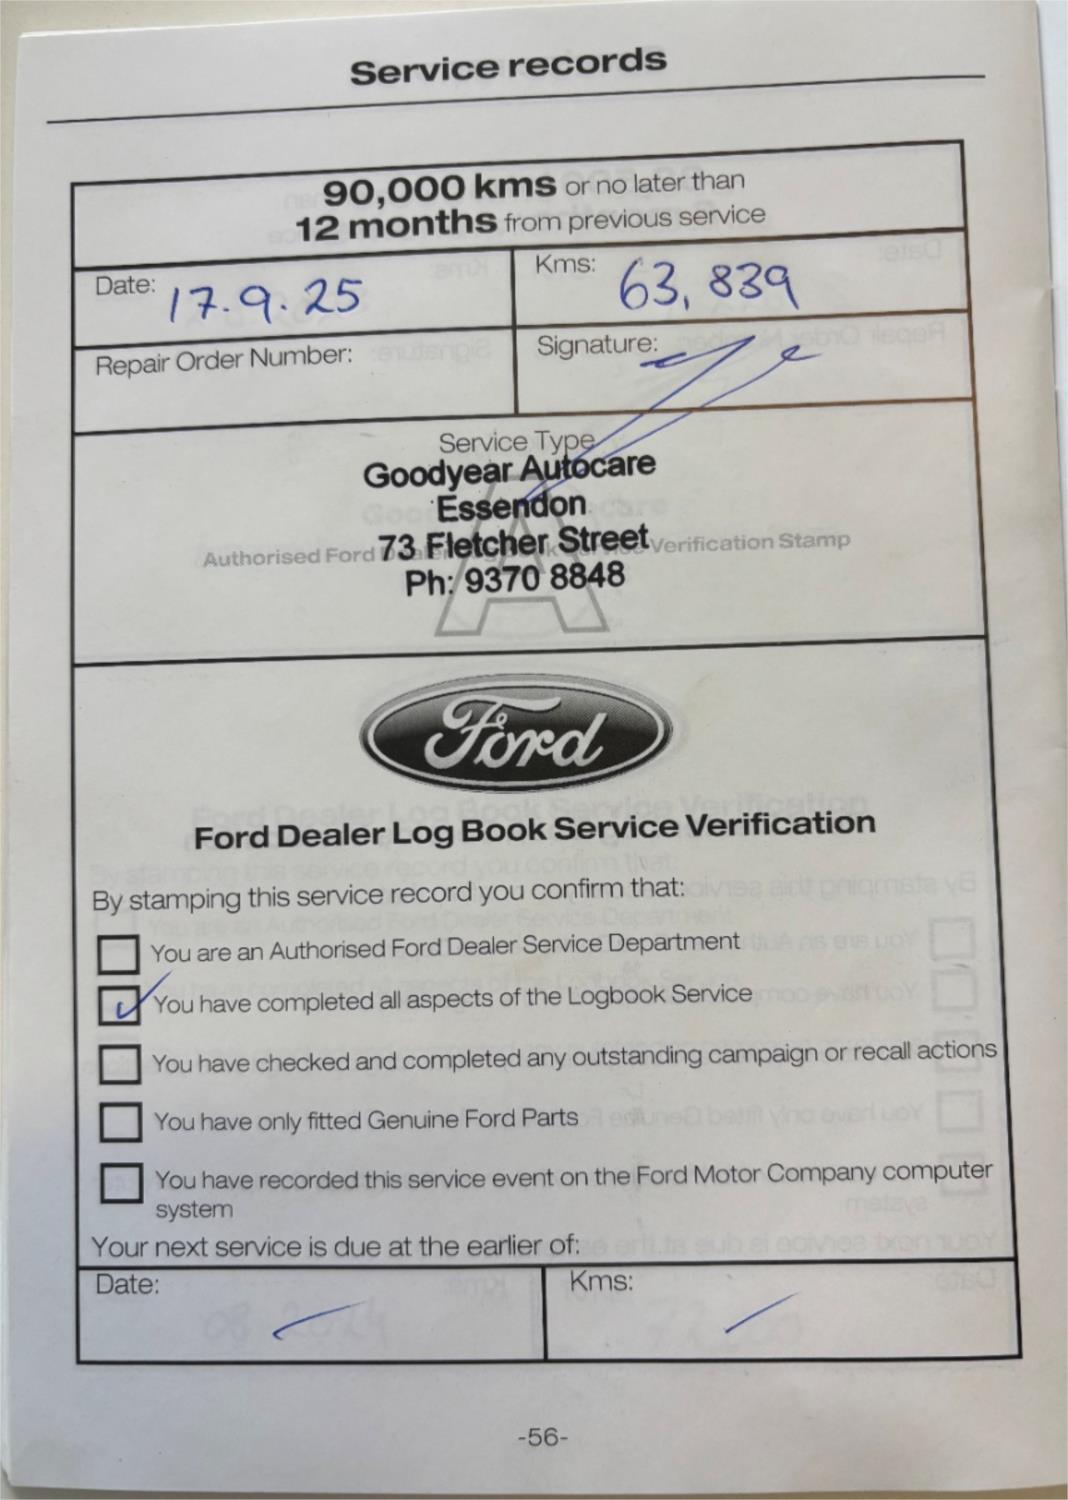 Service records
90,000 kms or no later than
12 months from previous service
Date: 17.9.25
Kms: 63,839
Repair Order Number:
Signature:
Service Type
Goodyear Autocare
Essendon
73 Fletcher Street
Authorised Ford Dealer Log Book Service Verification Stamp
Ph: 9370 8848
A
Ford
Ford Dealer Log Book Service Verification
By stamping this service record you confirm that:
You are an Authorised Ford Dealer Service Department
You have completed all aspects of the Logbook Service
You have checked and completed any outstanding campaign or recall actions
You have only fitted Genuine Ford Parts
You have recorded this service event on the Ford Motor Company computer
system
Your next service is due at the earlier of:
Date:
Kms:
-56-